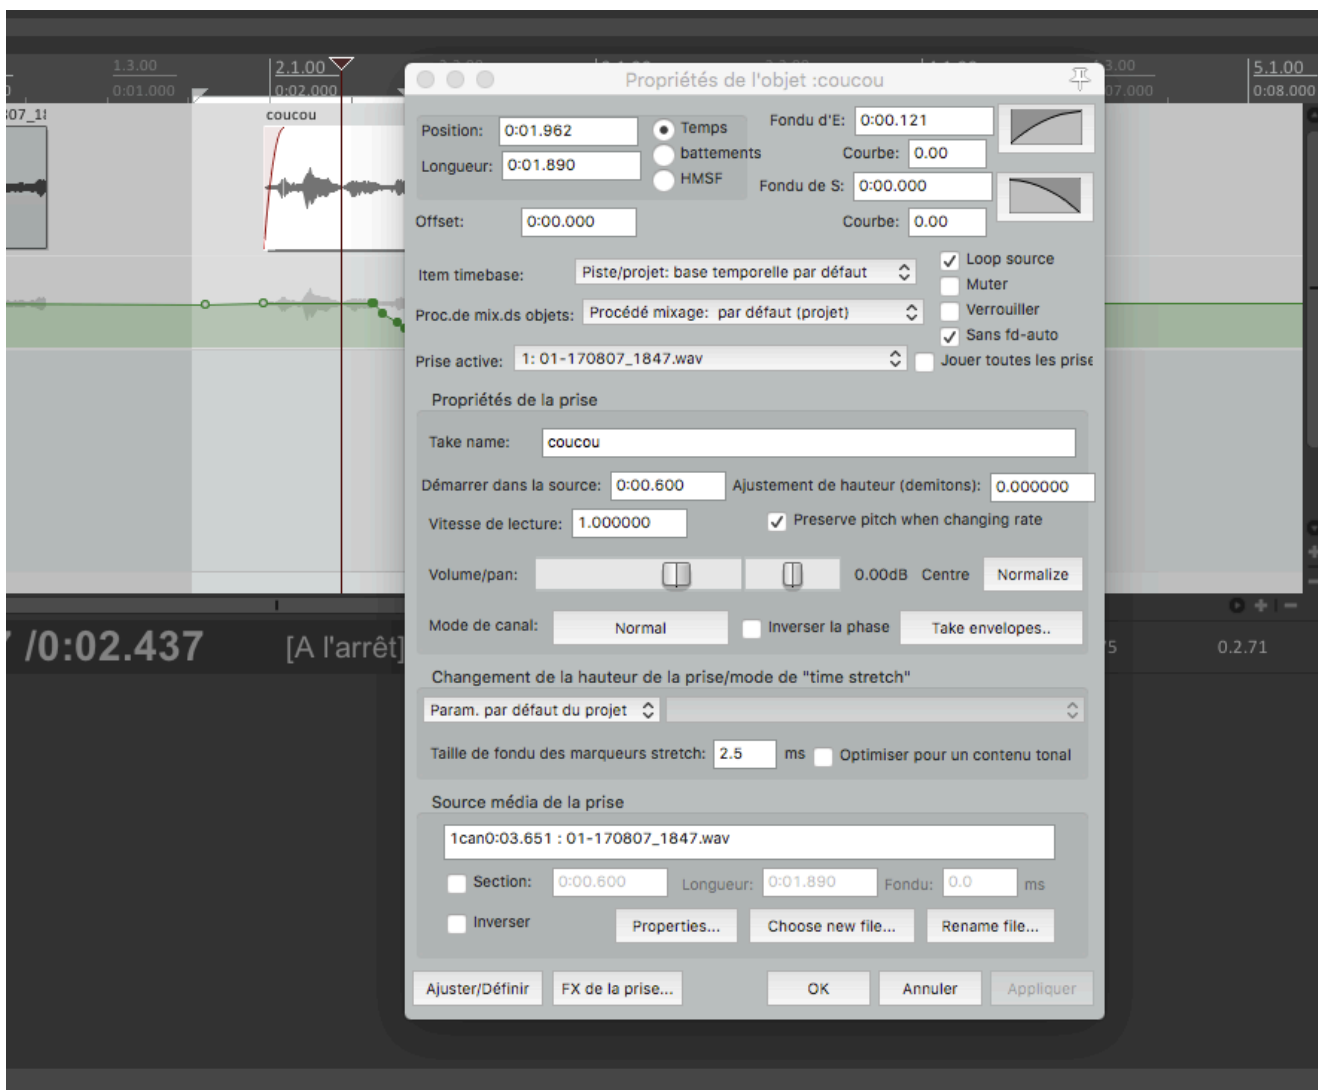 1.3.00
2.1.00
3.00
5.1.00
0:01.000
0:02.000
07.000
0:08.000
coucou
Propriétés de l'objet :coucou
Position:
0:01.962
Temps
Fondu d'E:
0:00.121
battements
Courbe:
0.00
Longueur:
0:01.890
HMSF
Fondu de S:
0:00.000
Offset:
0:00.000
Courbe:
0.00
Item timebase:
Piste/projet: base temporelle par défaut
Loop source
Muter
Proc.de mix.ds objets:
Procédé mixage: par défaut (projet)
Verrouiller
Sans fd-auto
Prise active:
1: 01-170807_1847.wav
Jouer toutes les prise
Propriétés de la prise
Take name:
coucou
Démarrer dans la source:
0:00.600
Ajustement de hauteur (demitons):
0.000000
Vitesse de lecture:
1.000000
Preserve pitch when changing rate
Volume/pan:
0.00dB
Centre
Normalize
Mode de canal:
Normal
Inverser la phase
Take envelopes..
/0:02.437
[A l'arrêt]
0.2.71
Changement de la hauteur de la prise/mode de "time stretch"
Param. par défaut du projet
Taille de fondu des marqueurs stretch:
2.5
ms
Optimiser pour un contenu tonal
Source média de la prise
1can0:03.651 : 01-170807_1847.wav
Section:
0:00.600
Longueur:
0:01.890
Fondu:
0.0
ms
Inverser
Properties...
Choose new file...
Rename file...
Ajuster/Définir
FX de la prise...
OK
Annuler
Appliquer